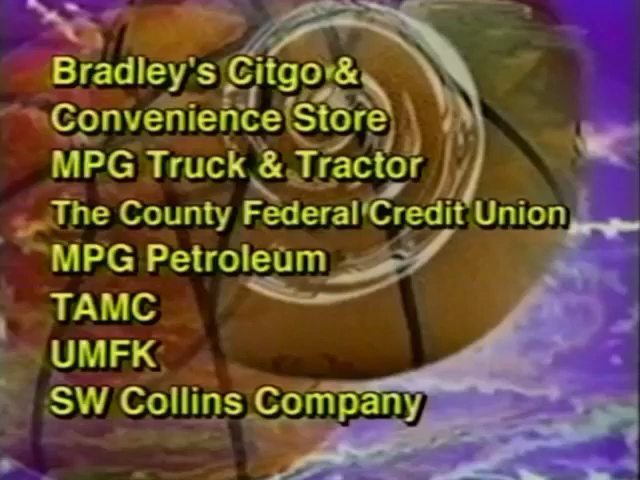 Bradley's Citgo &
Convenience Store
MPG Truck & Tractor
The County Federal Credit Union
MPG Petroleum
TAMC
UMFK
SW Collins Company